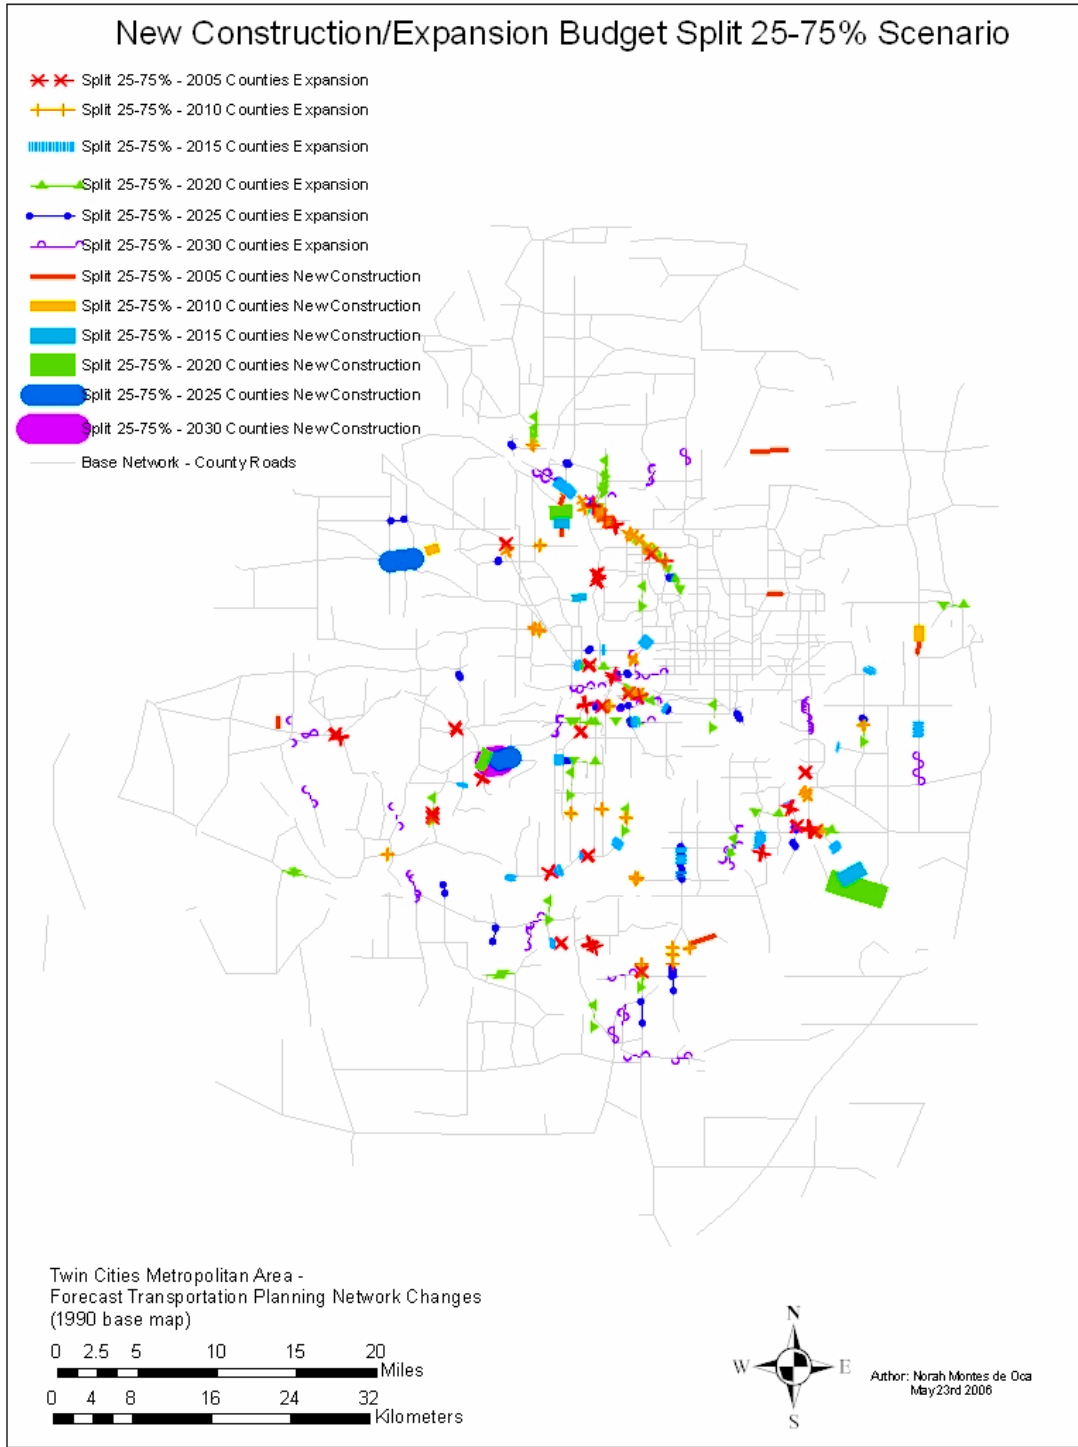 New Construction/Expansion Budget Split 25-75% Scenario
Split 25-75% - 2005 Counties Expansion
Split 25-75% - 2010 Counties Expansion
Split 25-75% - 2015 Counties Expansion
Split 25-75% - 2020 Counties Expansion
Split 25-75% - 2025 Counties Expansion
Split 25-75% - 2030 Counties Expansion
Split 25-75% - 2005 Counties New Construction
Split 25-75% - 2010 Counties New Construction
Split 25-75% - 2015 Counties New Construction
Split 25-75% - 2020 Counties New Construction
Split 25-75% - 2025 Counties New Construction
Split 25-75% - 2030 Counties New Construction
Base Network - County Roads
Twin Cities Metropolitan Area -
Forecast Transportation Planning Network Changes
(1990 base map)
0 2.5 5 10 15 20
Miles
0 4 8 16 24 32
Kilometers
N
W E
S
Author: Norah Montes de Oca
May 23rd 2006